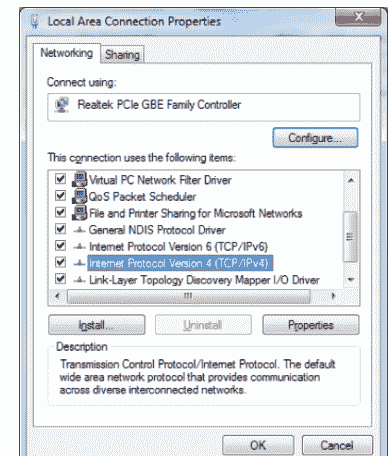 Local Area Connection Properties
Networking
Sharing
Connect using:
Realtek PCIe GBE Family Controller
Configure...
This connection uses the following items:
Virtual PC Network Filter Driver
QoS Packet Scheduler
File and Printer Sharing for Microsoft Networks
General NDIS Protocol Driver
Internet Protocol Version 6 (TCP/IPv6)
Internet Protocol Version 4 (TCP/IPv4)
Link-Layer Topology Discovery Mapper I/O Driver
Install...
Uninstall
Properties
Description
Transmission Control Protocol/Internet Protocol. The default
wide area network protocol that provides communication
across diverse interconnected networks.
OK
Cancel